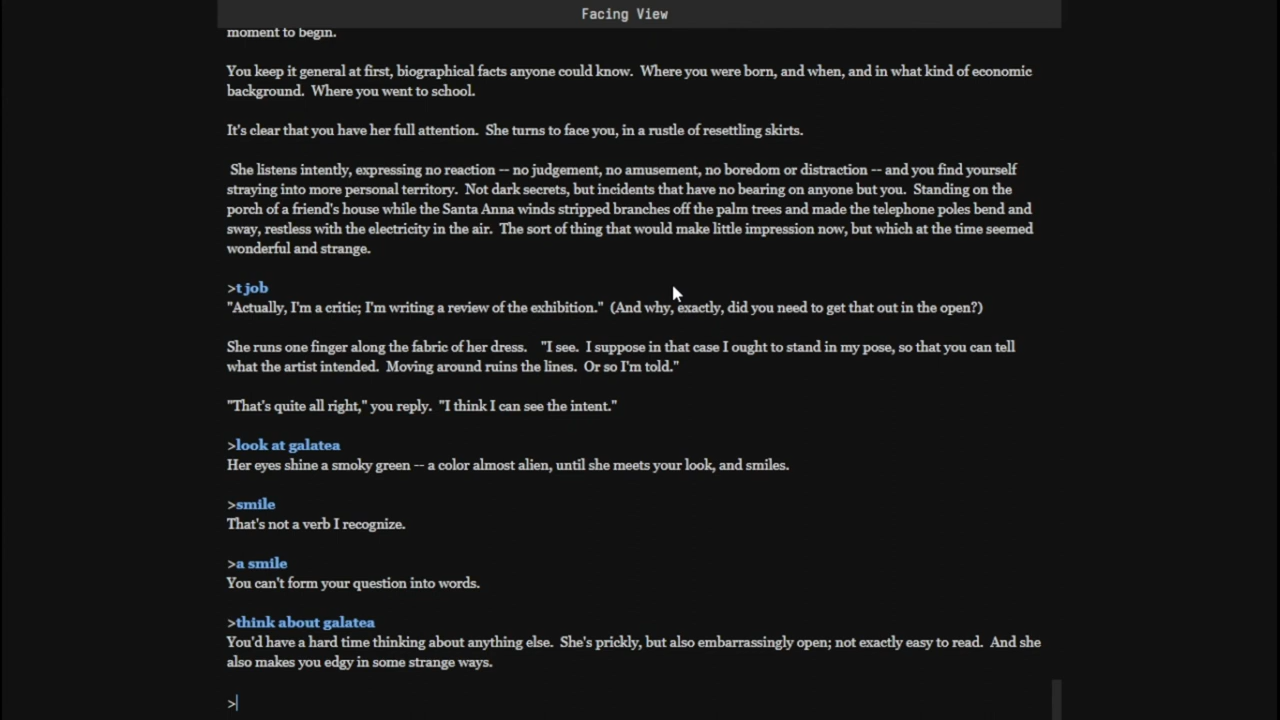 Facing View
moment to begin.
You keep it general at first, biographical facts anyone could know.  Where you were born, and when, and in what kind of economic
background.  Where you went to school.
It's clear that you have her full attention.  She turns to face you, in a rustle of resettling skirts.
She listens intently, expressing no reaction -- no judgement, no amusement, no boredom or distraction -- and you find yourself
straying into more personal territory.  Not dark secrets, but incidents that have no bearing on anyone but you.  Standing on the
porch of a friend's house while the Santa Anna winds stripped branches off the palm trees and made the telephone poles bend and
sway, restless with the electricity in the air.  The sort of thing that would make little impression now, but which at the time seemed
wonderful and strange.
>t job
"Actually, I'm a critic; I'm writing a review of the exhibition."  (And why, exactly, did you need to get that out in the open?)
She runs one finger along the fabric of her dress.   "I see.  I suppose in that case I ought to stand in my pose, so that you can tell
what the artist intended.  Moving around ruins the lines.  Or so I'm told."
"That's quite all right," you reply.  "I think I can see the intent."
>look at galatea
Her eyes shine a smoky green -- a color almost alien, until she meets your look, and smiles.
>smile
That's not a verb I recognize.
>a smile
You can't form your question into words.
>think about galatea
You'd have a hard time thinking about anything else.  She's prickly, but also embarrassingly open; not exactly easy to read.  And she
also makes you edgy in some strange ways.
>